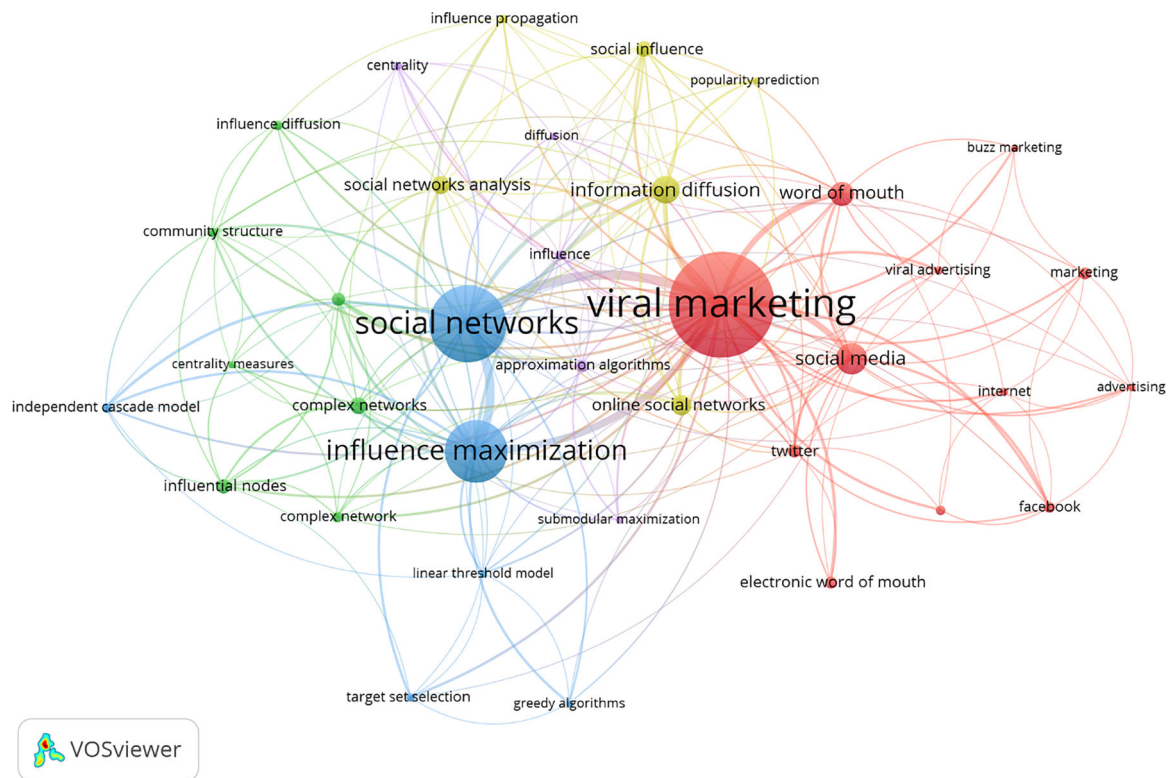 influence propagation
social influence
centrality
popularity prediction
influence diffusion
diffusion
buzz marketing
social networks analysis
information diffusion
word of mouth
community structure
influence
viral advertising
marketing
viral marketing
social networks
social media
centrality measures
approximation algorithms
internet
advertising
independent cascade model
complex networks
online social networks
influence maximization
twitter
influential nodes
facebook
complex network
submodular maximization
linear threshold model
electronic word of mouth
target set selection
greedy algorithms
VOSviewer